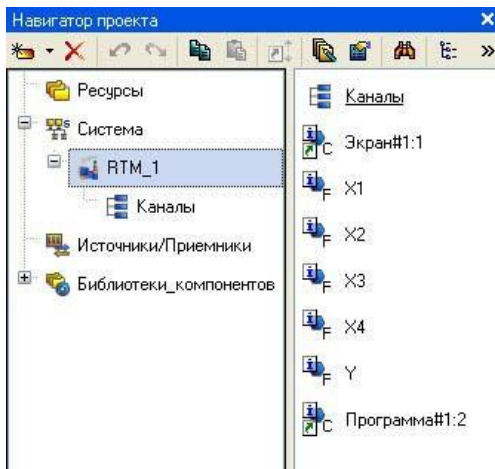 Навигатор проекта
Ресурсы
Система
RTM_1
Каналы
Источники/Приемники
Библиотеки_компонентов
Каналы
Экран#1:1
X1
X2
X3
X4
Y
Программа#1:2